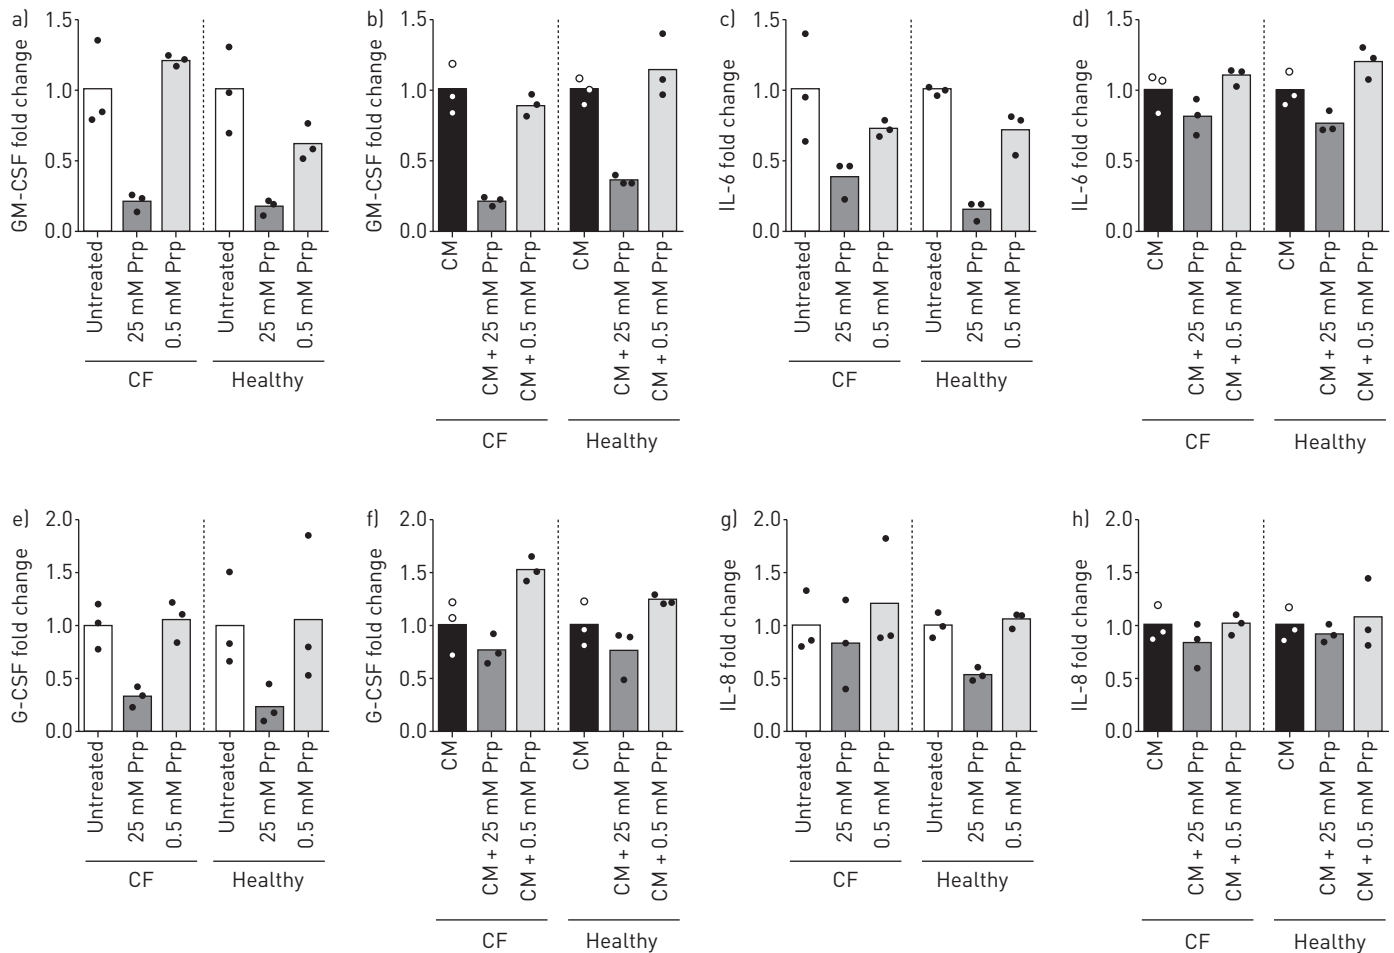 a)
GM-CSF fold change
1.5
1.0
0.5
0.0
Untreated
25 mM Prp
0.5 mM Prp
Untreated
25 mM Prp
0.5 mM Prp
CF
Healthy
b)
GM-CSF fold change
1.5
1.0
0.5
0.0
CM
CM + 25 mM Prp
CM + 0.5 mM Prp
CM
CM + 25 mM Prp
CM + 0.5 mM Prp
CF
Healthy
c)
IL-6 fold change
1.5
1.0
0.5
0.0
Untreated
25 mM Prp
0.5 mM Prp
Untreated
25 mM Prp
0.5 mM Prp
CF
Healthy
d)
IL-6 fold change
1.5
1.0
0.5
0.0
CM
CM + 25 mM Prp
CM + 0.5 mM Prp
CM
CM + 25 mM Prp
CM + 0.5 mM Prp
CF
Healthy
e)
G-CSF fold change
2.0
1.5
1.0
0.5
0.0
Untreated
25 mM Prp
0.5 mM Prp
Untreated
25 mM Prp
0.5 mM Prp
CF
Healthy
f)
G-CSF fold change
2.0
1.5
1.0
0.5
0.0
CM
CM + 25 mM Prp
CM + 0.5 mM Prp
CM
CM + 25 mM Prp
CM + 0.5 mM Prp
CF
Healthy
g)
IL-8 fold change
2.0
1.5
1.0
0.5
0.0
Untreated
25 mM Prp
0.5 mM Prp
Untreated
25 mM Prp
0.5 mM Prp
CF
Healthy
h)
IL-8 fold change
2.0
1.5
1.0
0.5
0.0
CM
CM + 25 mM Prp
CM + 0.5 mM Prp
CM
CM + 25 mM Prp
CM + 0.5 mM Prp
CF
Healthy